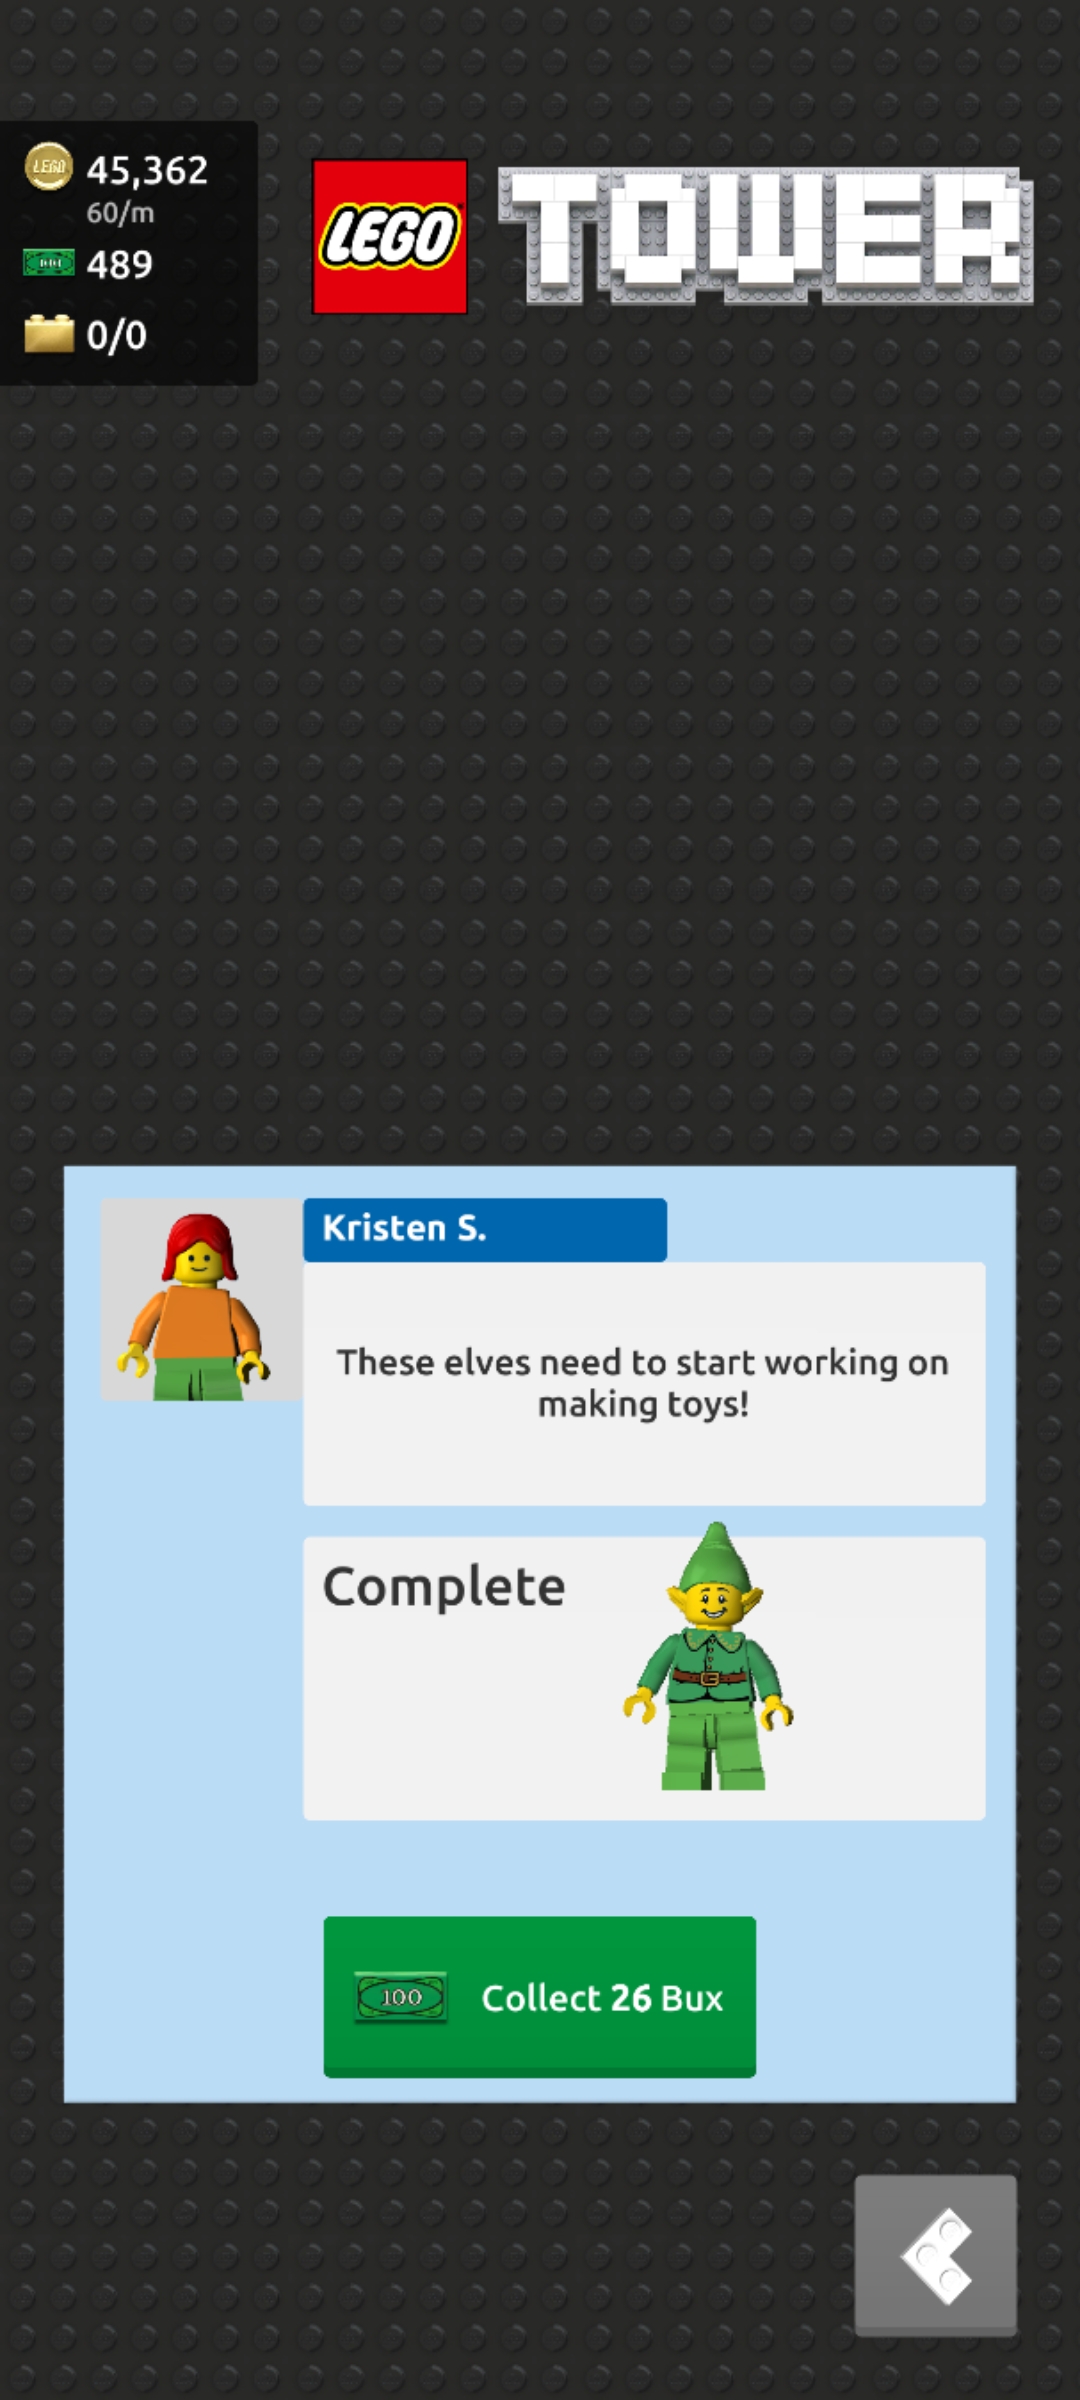 LEGO
45,362
60/m
489
0/0
LEGO
TOWER
Kristen S.
These elves need to start working on
making toys!
Complete
100
Collect 26 Bux